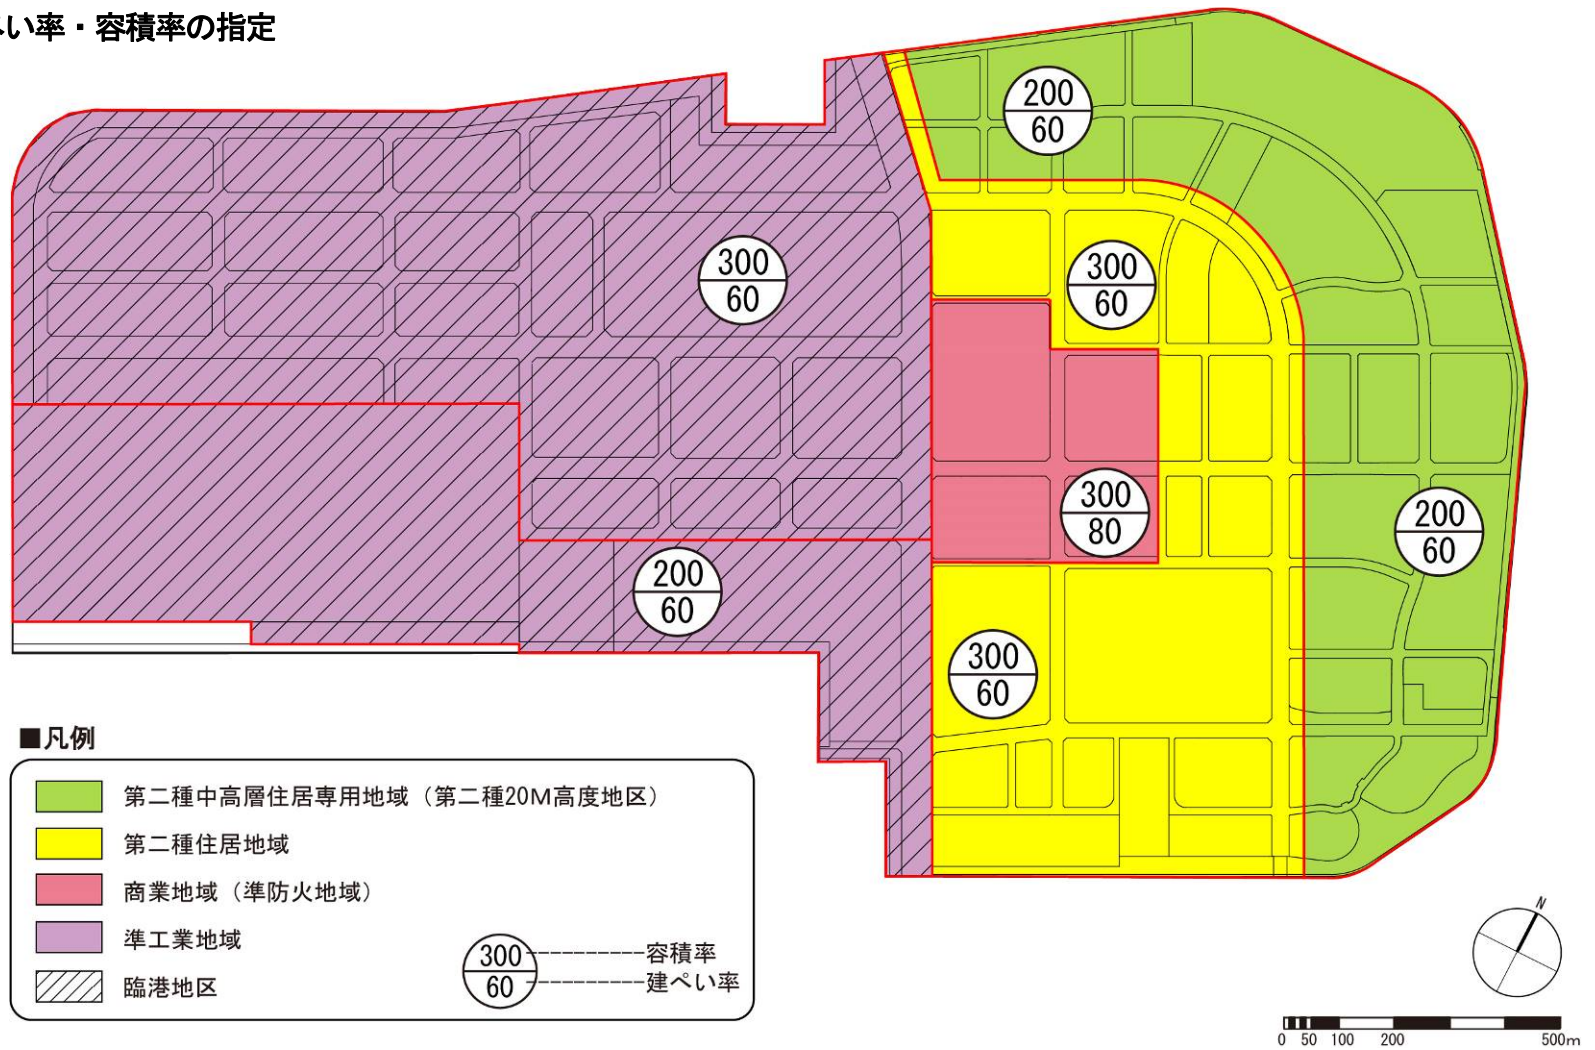 い率・容積率の指定
200
60
300
60
300
60
300
80
200
60
200
60
300
60
■凡例
第二種中高層住居専用地域（第二種20M高度地区）
第二種住居地域
商業地域（準防火地域）
準工業地域
臨港地区
300
60
容積率
建ぺい率
N
0 50 100 200 500m